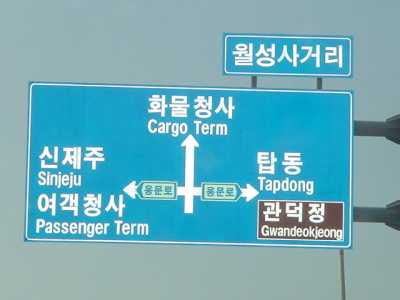 월성사거리
화물청사
Cargo Term
신제주
Sinjeju
여객청사
Passenger Term
용문로
용문로
탑동
Tapdong
관덕정
Gwandeokjeong